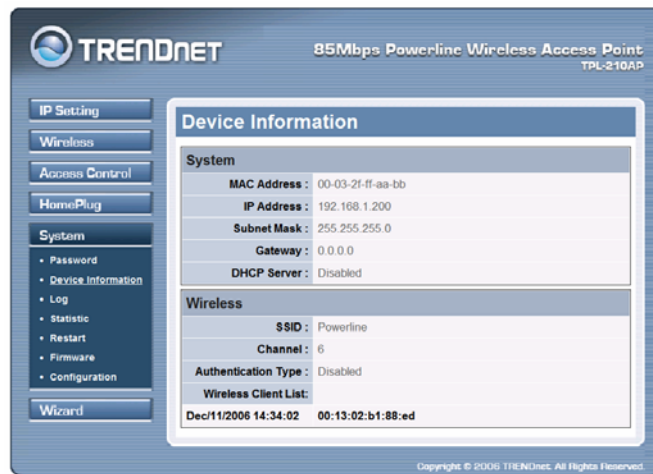 TRENDNET
85Mbps Powerline Wireless Access Point
TPL-210AP
IP Setting
Wireless
Access Control
HomePlug
System
• Password
• Device Information
• Log
• Statistic
• Restart
• Firmware
• Configuration
Wizard
Device Information
System
MAC Address : 00-03-2f-ff-aa-bb
IP Address : 192.168.1.200
Subnet Mask : 255.255.255.0
Gateway : 0.0.0.0
DHCP Server : Disabled
Wireless
SSID : Powerline
Channel : 6
Authentication Type : Disabled
Wireless Client List:
Dec/11/2006 14:34:02 00:13:02:b1:88:ed
Copyright © 2006 TRENDnet. All Rights Reserved.